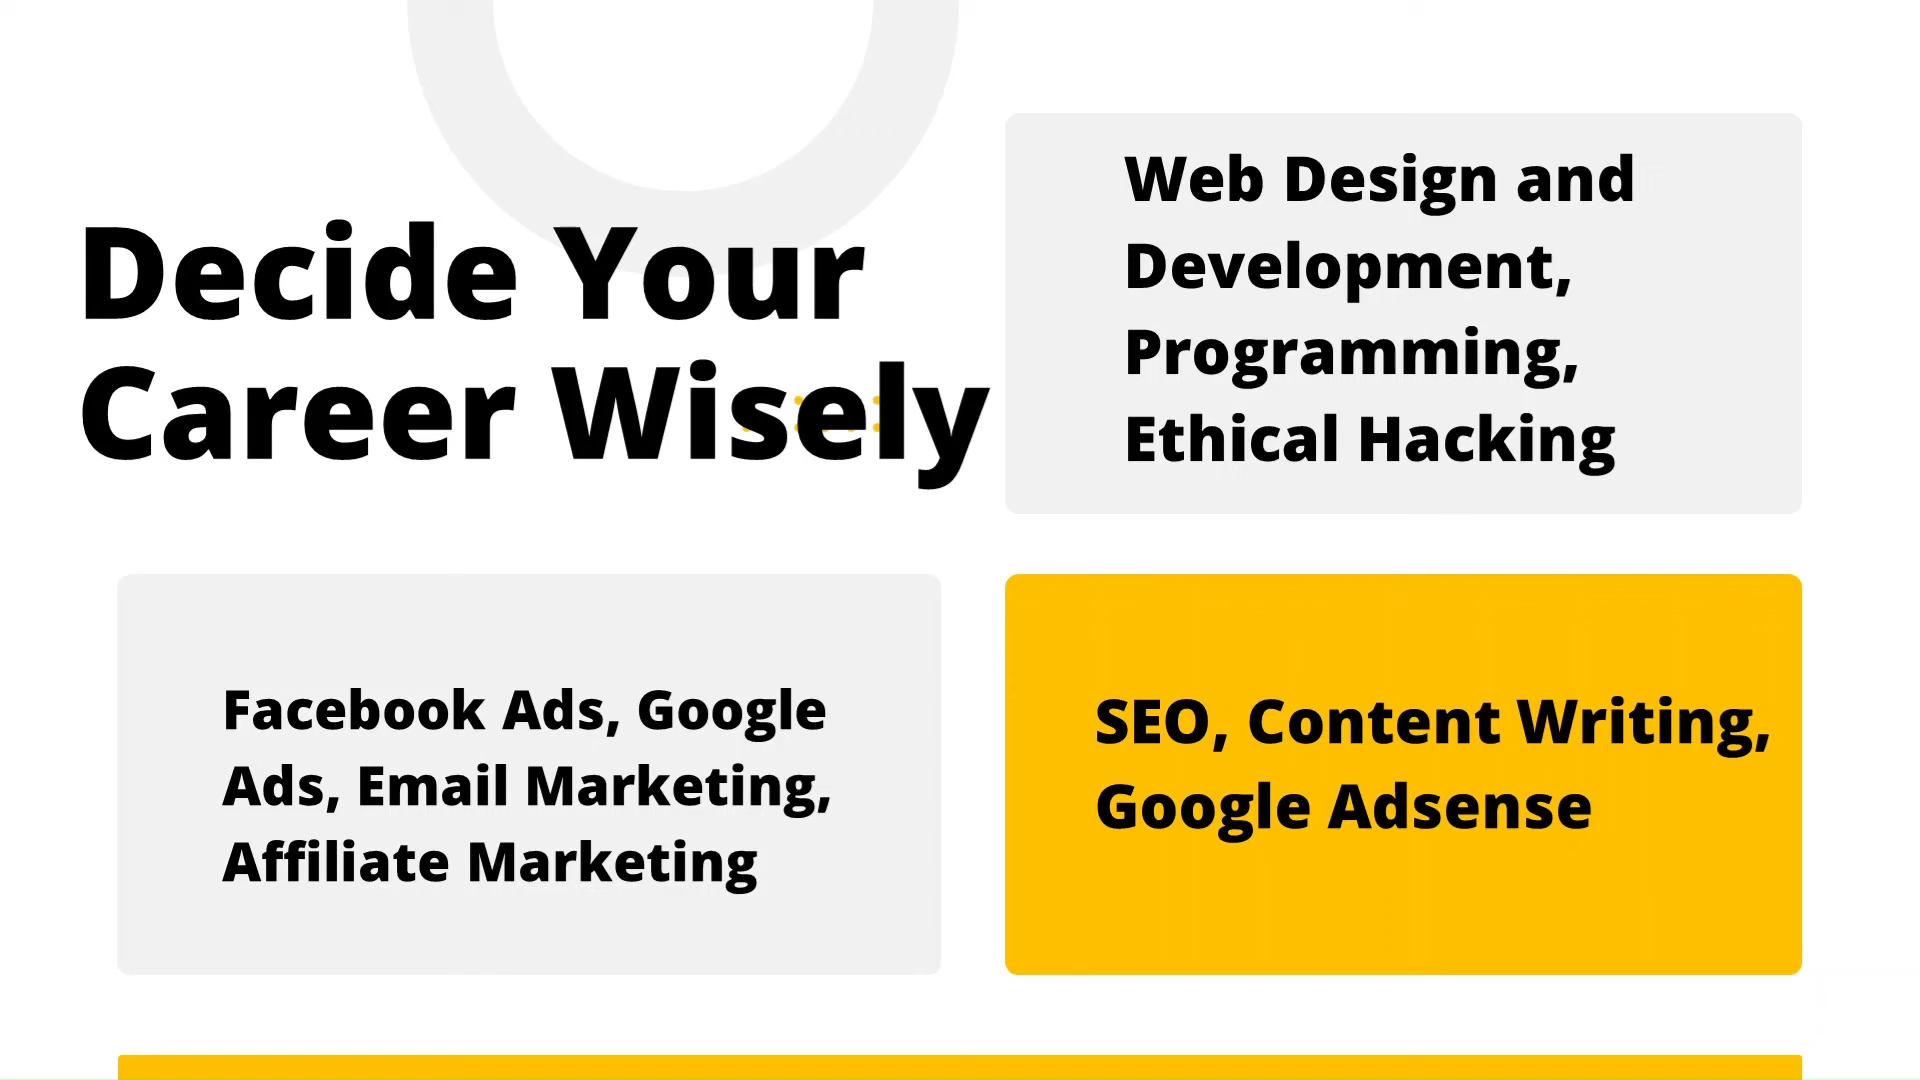 Decide Your
Career Wisely
Web Design and
Development,
Programming,
Ethical Hacking
Facebook Ads, Google
Ads, Email Marketing,
Affiliate Marketing
SEO, Content Writing,
Google Adsense